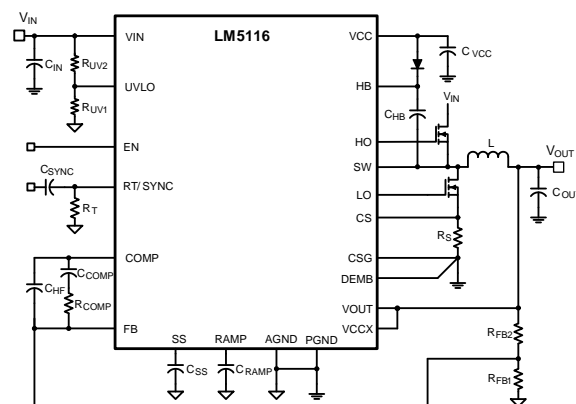 VIN
LM5116
VIN
VCC
CIN
RUV2
CVCC
UVLO
HB
RUV1
VIN
CHB
EN
HO
L
VOUT
CSYNC
SW
RT/SYNC
LO
COU
RT
CS
RS
COMP
CSG
CCOMP
DEMB
CHF
RCOMP
VOUT
FB
VCCX
RFB2
SS
RAMP
AGND
PGND
CSS
CRAMP
RFB1